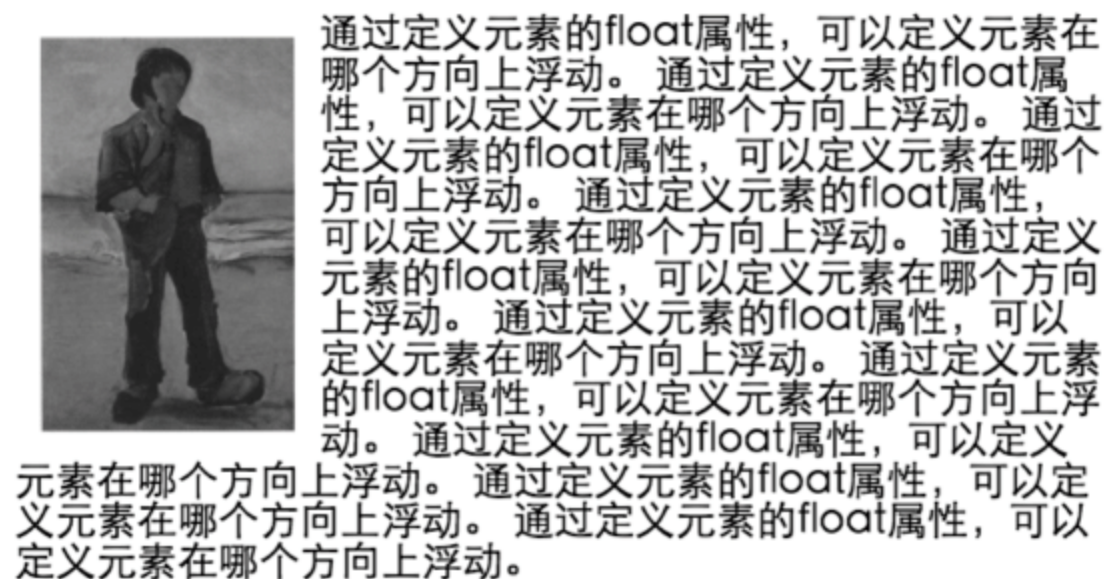 通过定义元素的float属性，可以定义元素在
哪个方向上浮动。 通过定义元素的float属
性，可以定义元素在哪个方向上浮动。 通过
定义元素的float属性，可以定义元素在哪个
方向上浮动。 通过定义元素的float属性，
可以定义元素在哪个方向上浮动。 通过定义
元素的float属性，可以定义元素在哪个方向
上浮动。 通过定义元素的float属性，可以
定义元素在哪个方向上浮动。 通过定义元素
的float属性，可以定义元素在哪个方向上浮
动。 通过定义元素的float属性，可以定义
元素在哪个方向上浮动。 通过定义元素的float属性，可以定
义元素在哪个方向上浮动。 通过定义元素的float属性，可以
定义元素在哪个方向上浮动。